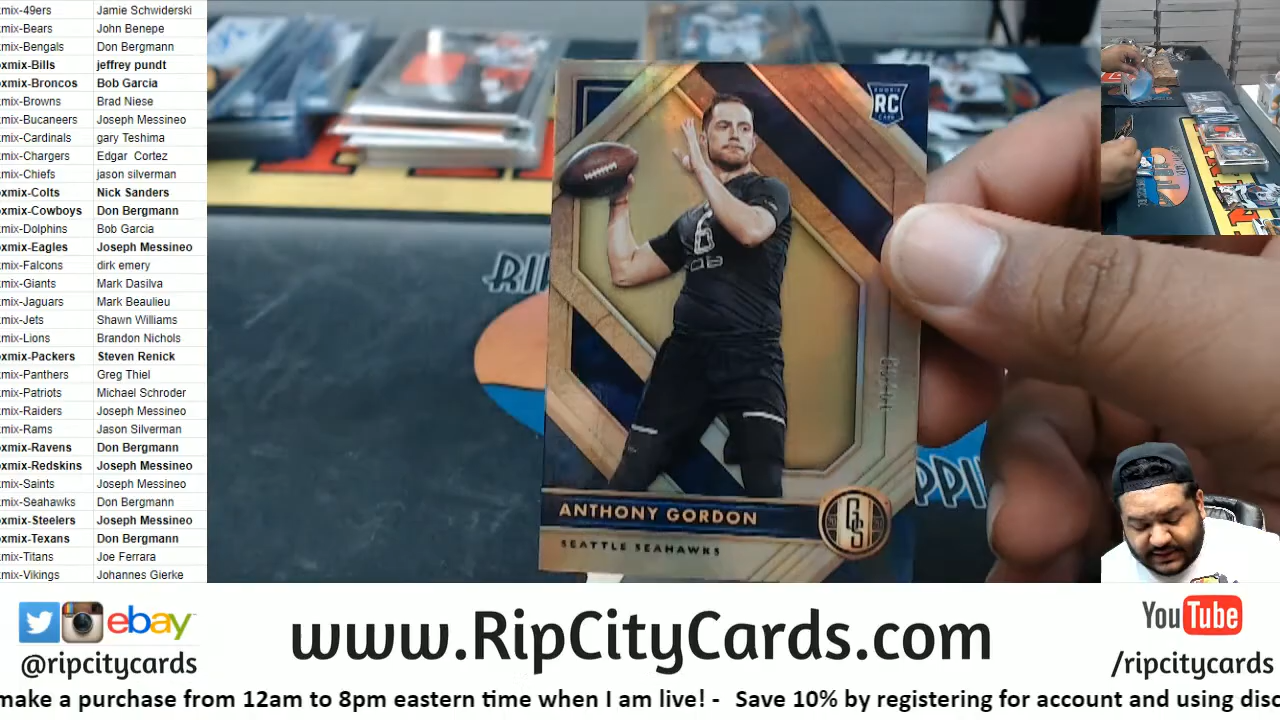 mix-49ers Jamie Schwiderski
mix-Bears John Benepe
mix-Bengals Don Bergmann
xmix-Bills jeffrey pundt
xmix-Broncos Bob Garcia
mix-Browns Brad Niese
mix-Bucaneers Joseph Messineo
mix-Cardinals gary Teshima
mix-Chargers Edgar Cortez
mix-Chiefs jason silverman
xmix-Colts Nick Sanders
xmix-Cowboys Don Bergmann
mix-Dolphins Bob Garcia
xmix-Eagles Joseph Messineo
mix-Falcons dirk emery
mix-Giants Mark Dasilva
mix-Jaguars Mark Beaulieu
mix-Jets Shawn Williams
mix-Lions Brandon Nichols
xmix-Packers Steven Renick
mix-Panthers Greg Thiel
mix-Patriots Michael Schroder
mix-Raiders Joseph Messineo
mix-Rams Jason Silverman
xmix-Ravens Don Bergmann
xmix-Redskins Joseph Messineo
mix-Saints Joseph Messineo
mix-Seahawks Don Bergmann
xmix-Steelers Joseph Messineo
xmix-Texans Don Bergmann
mix-Titans Joe Ferrara
mix-Vikings Johannes Gierke
RC
6
ANTHONY GORDON
SEATTLE SEAHAWKS
GS
ebay
@ripcitycards
www.RipCityCards.com
YouTube
/ripcitycards
make a purchase from 12am to 8pm eastern time when I am live! - Save 10% by registering for account and using disc